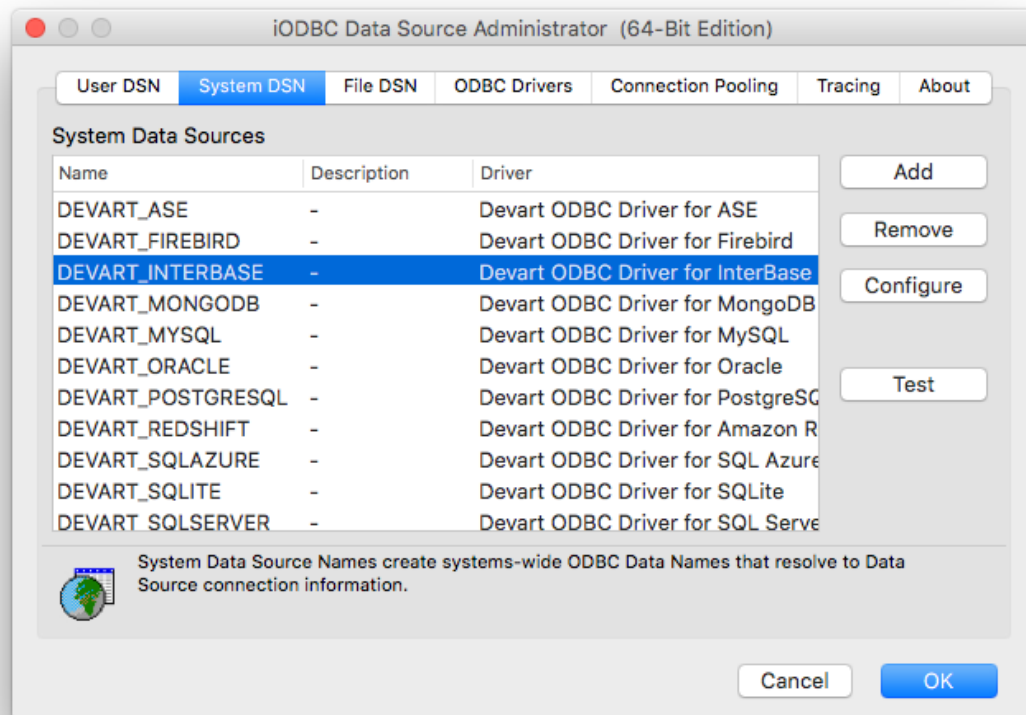 iODBC Data Source Administrator (64-Bit Edition)
User DSN System DSN File DSN ODBC Drivers Connection Pooling Tracing About
System Data Sources
Name Description Driver
Add
DEVART_ASE - Devart ODBC Driver for ASE
Remove
DEVART_FIREBIRD - Devart ODBC Driver for Firebird
DEVART_INTERBASE - Devart ODBC Driver for InterBase
Configure
DEVART_MONGODB - Devart ODBC Driver for MongoDB
DEVART_MYSQL - Devart ODBC Driver for MySQL
DEVART_ORACLE - Devart ODBC Driver for Oracle
Test
DEVART_POSTGRESQL - Devart ODBC Driver for PostgreSQ
DEVART_REDSHIFT - Devart ODBC Driver for Amazon R
DEVART_SQLAZURE - Devart ODBC Driver for SQL Azure
DEVART_SQLITE - Devart ODBC Driver for SQLite
DEVART_SQLSERVER - Devart ODBC Driver for SQL Serve
System Data Source Names create systems-wide ODBC Data Names that resolve to Data
Source connection information.
Cancel OK